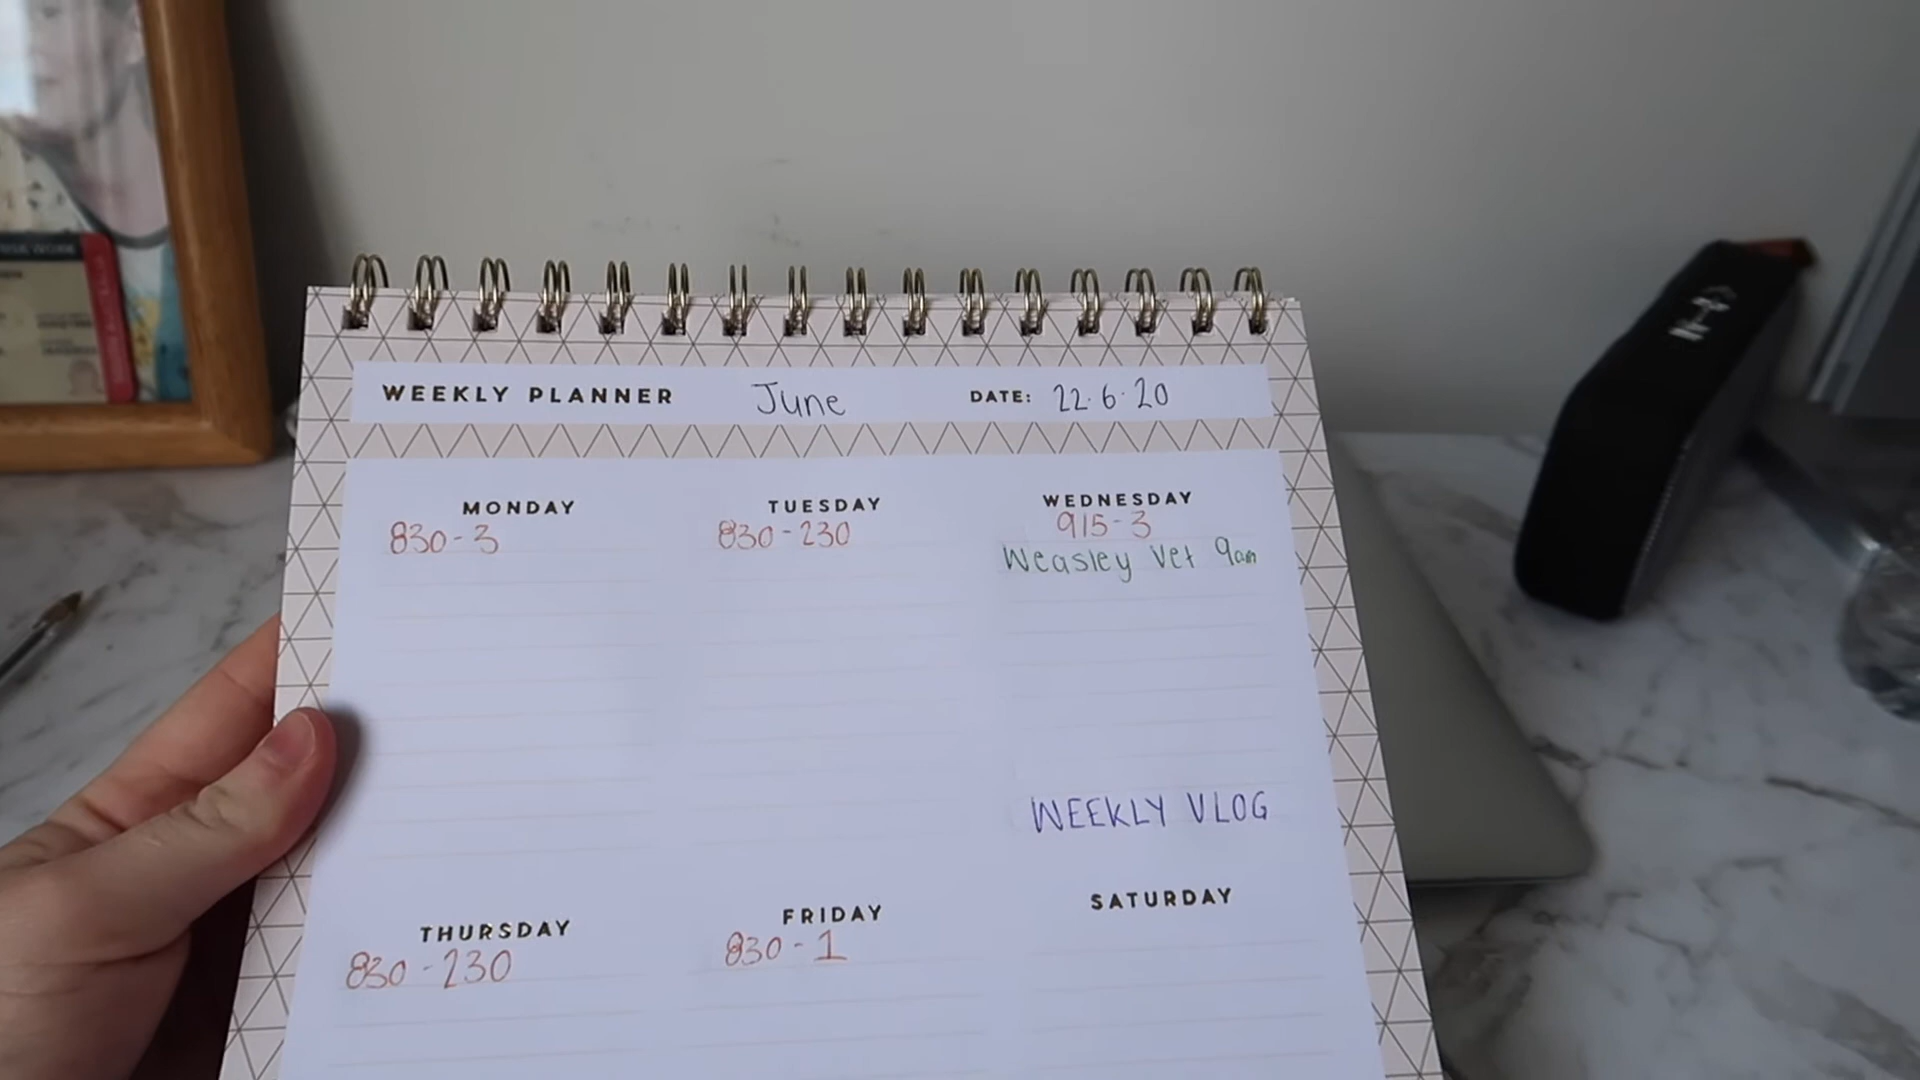 WEEKLY PLANNER June DATE: 22.6.20
MONDAY TUESDAY WEDNESDAY
830-3 830-230 915-3
Weasley Vet 9am
WEEKLY VLOG
THURSDAY FRIDAY SATURDAY
830-230 830-1